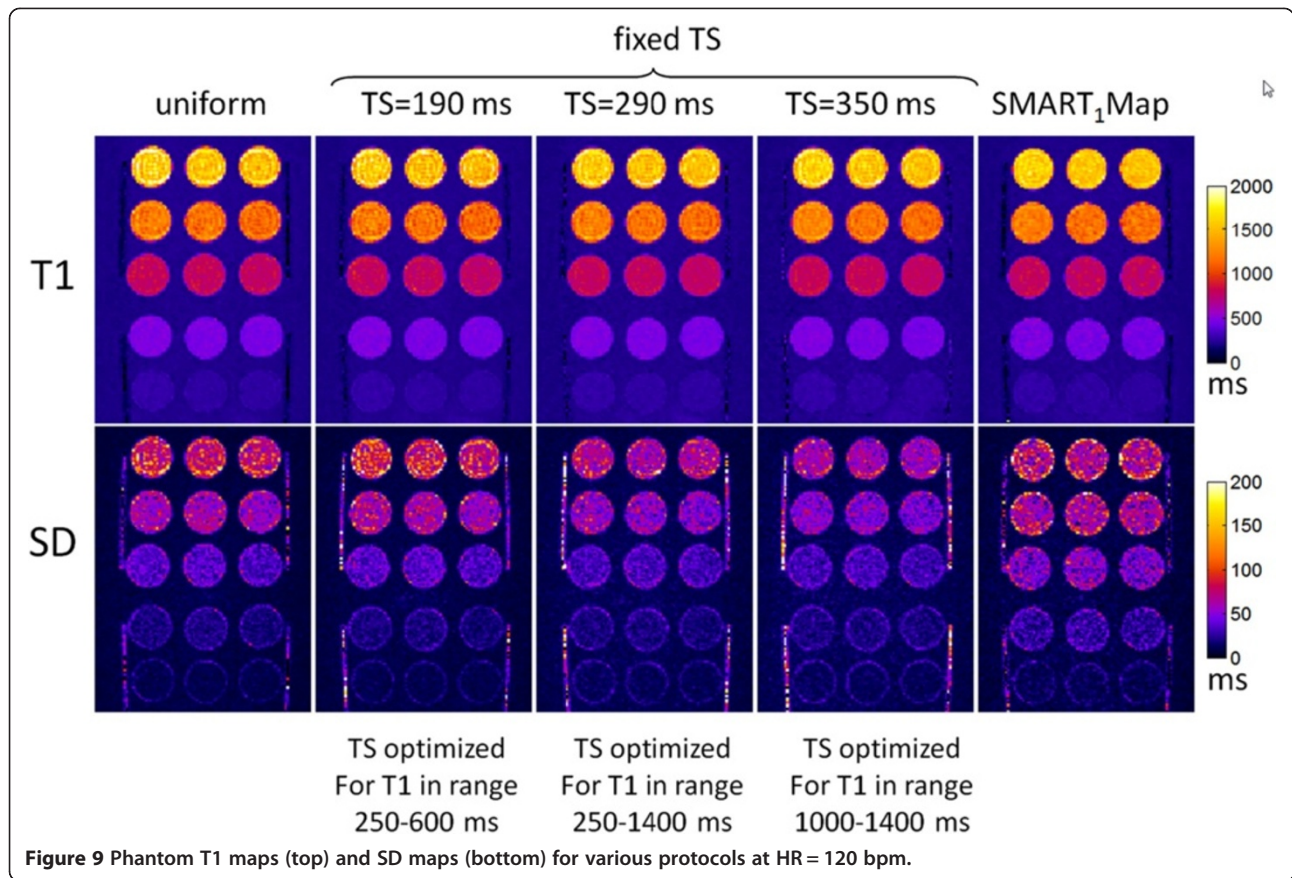 fixed TS
uniform TS=190 ms TS=290 ms TS=350 ms SMART₁Map
T1
2000
1500
1000
500
0
ms
SD
200
150
100
50
0
ms
TS optimized
For T1 in range
250-600 ms
TS optimized
For T1 in range
250-1400 ms
TS optimized
For T1 in range
1000-1400 ms
Figure 9 Phantom T1 maps (top) and SD maps (bottom) for various protocols at HR = 120 bpm.